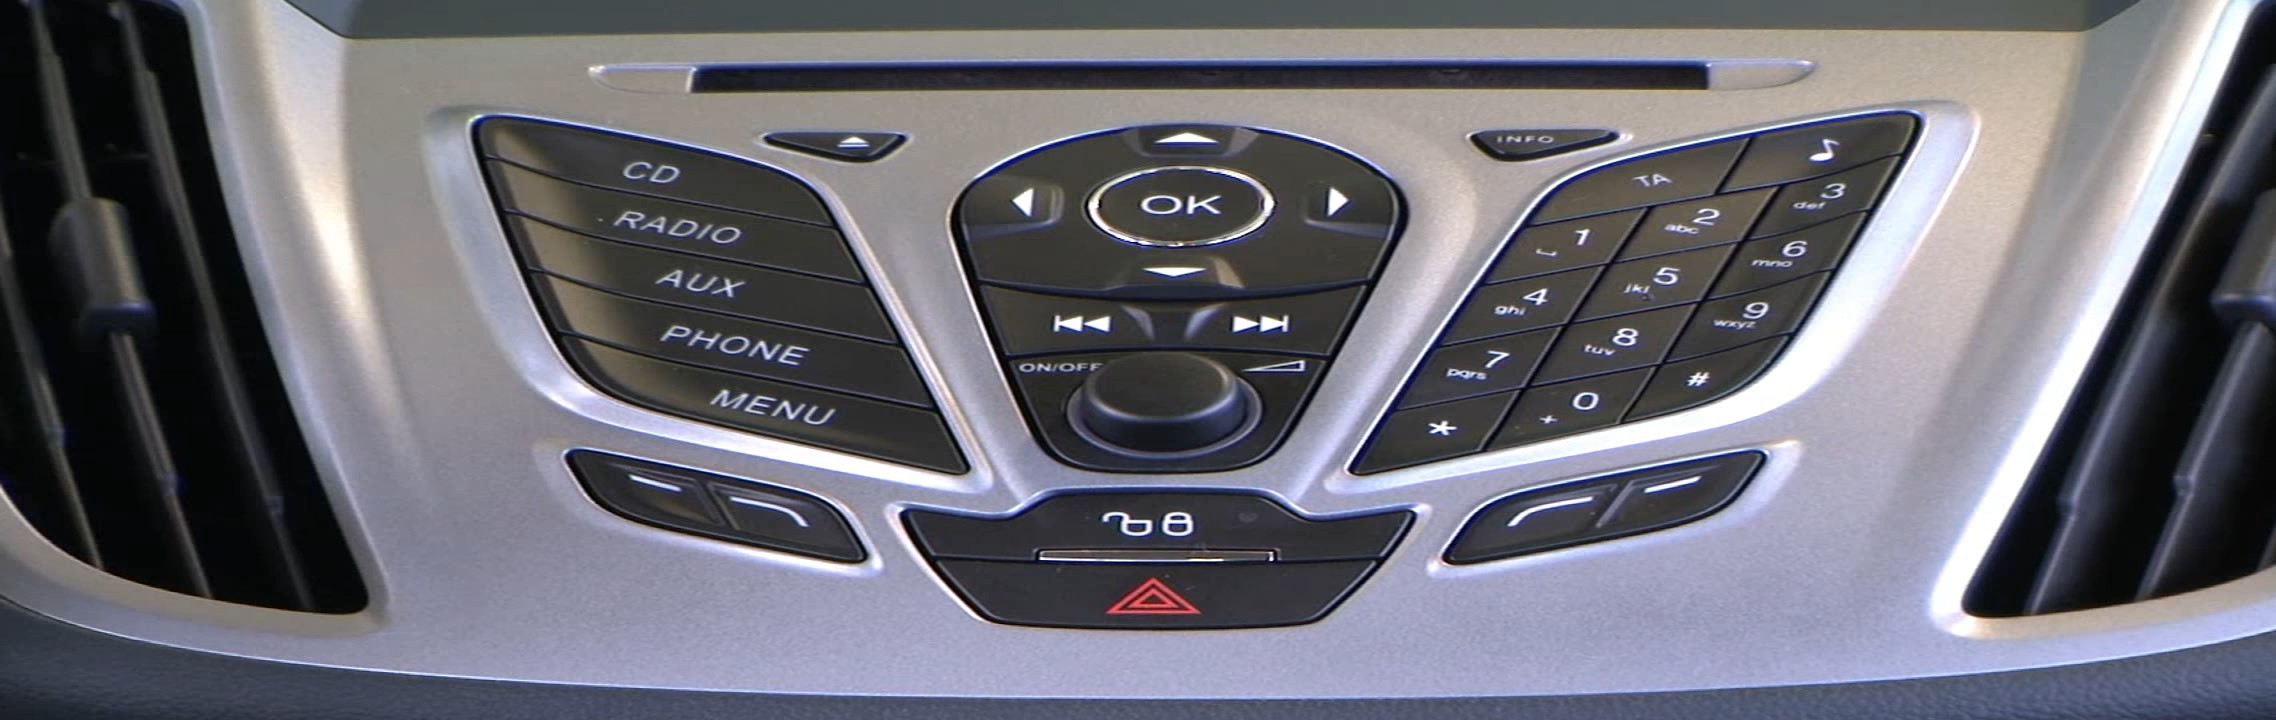 CD
RADIO
AUX
PHONE
MENU
OK
ON/OFF
INFO
TA
1
abc 2
def 3
ghi 4
jkl 5
mno 6
pqrs 7
tuv 8
wxyz 9
*
+ 0
#